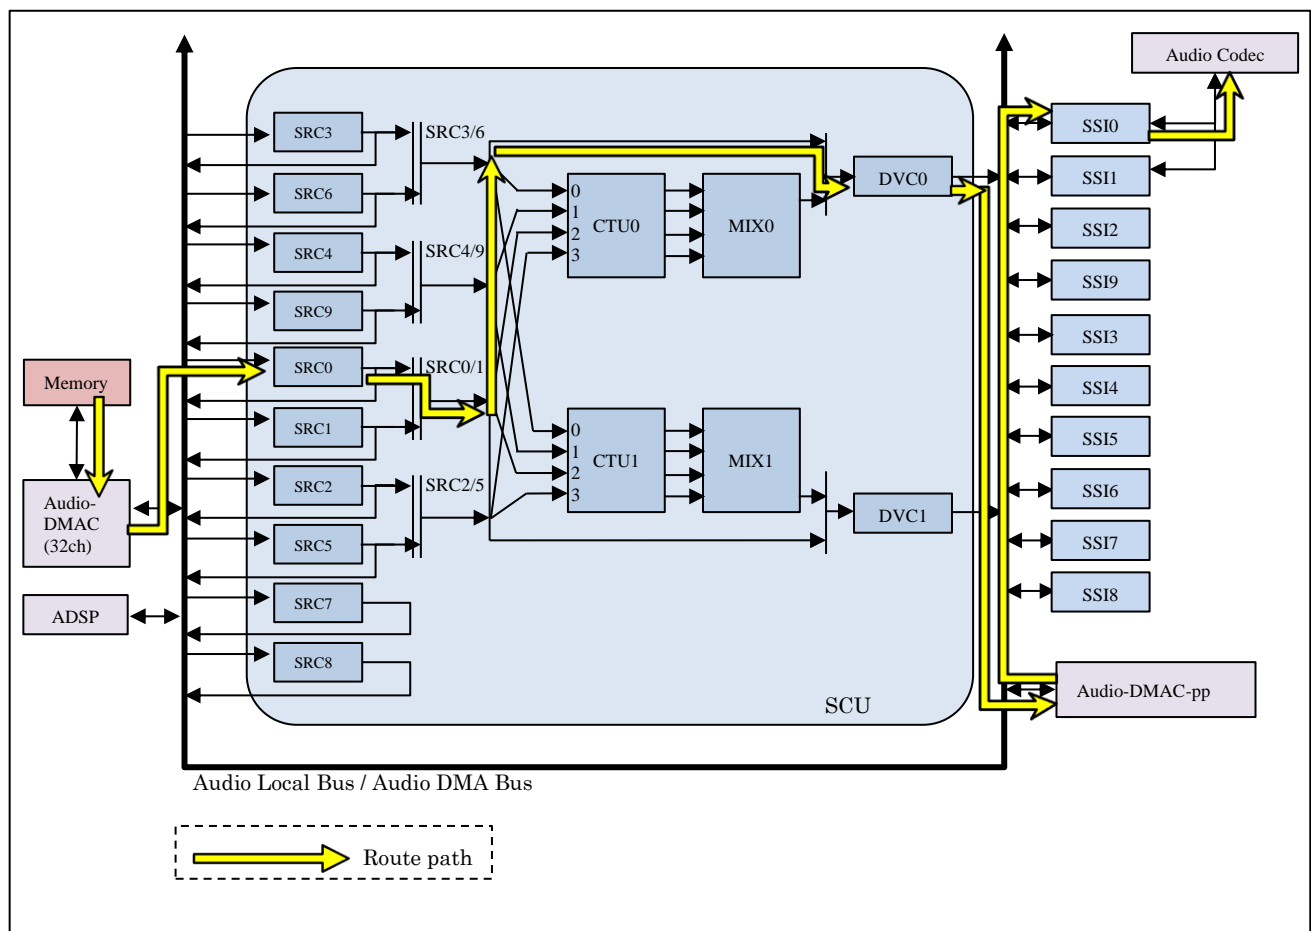 Audio Codec
SRC3
SRC3/6
SSI0
SRC6
SSI1
DVC0
0
1
2
3
CTU0
MIX0
SSI2
SRC4
SRC4/9
SSI9
SRC9
SSI3
SRC0
SRC0/1
Memory
SSI4
SRC1
0
1
2
3
CTU1
MIX1
SSI5
SRC2
SRC2/5
SSI6
Audio-
DMAC
(32ch)
DVC1
SRC5
SSI7
SRC7
SSI8
ADSP
SRC8
Audio-DMAC-pp
SCU
Audio Local Bus / Audio DMA Bus
Route path